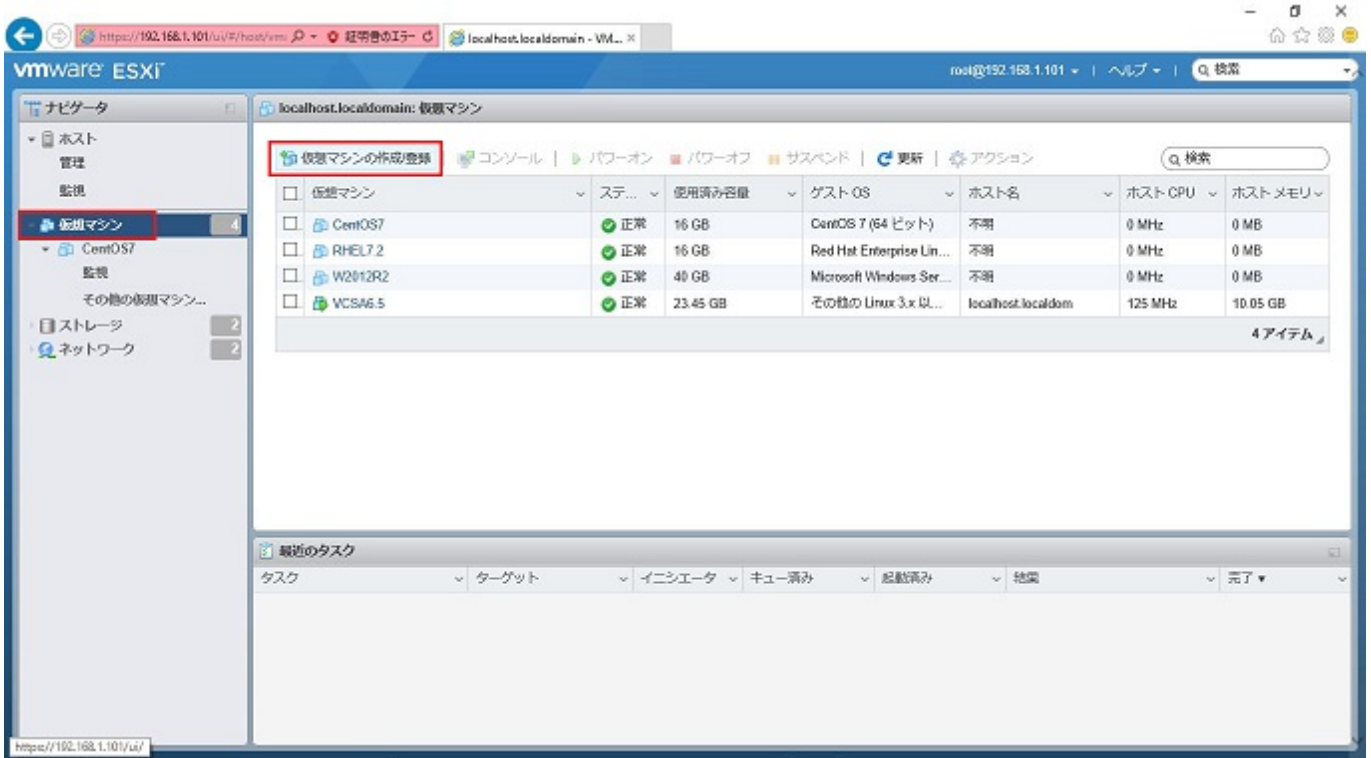 https://192.168.1.101/ui/#/host/vm: 証明書のエラー localhost.localdomain - VM...
vmware ESXi
root@192.168.1.101 | ヘルプ | 検索
ナビゲータ
localhost.localdomain: 仮想マシン
ホスト
管理
監視
仮想マシン 4
CentOS7
監視
その他の仮想マシン...
ストレージ 2
ネットワーク 2
仮想マシンの作成/登録 コンソール | パワーオン パワーオフ サスペンド | 更新 | アクション 検索
仮想マシン ステ... 使用済み容量 ゲスト OS ホスト名 ホスト CPU ホスト メモリ
CentOS7 正常 16 GB CentOS 7 (64 ビット) 不明 0 MHz 0 MB
RHEL7.2 正常 16 GB Red Hat Enterprise Lin... 不明 0 MHz 0 MB
W2012R2 正常 40 GB Microsoft Windows Ser... 不明 0 MHz 0 MB
VCSA6.5 正常 23.45 GB その他の Linux 3.x 以... localhost.localdom 125 MHz 10.05 GB
4 アイテム
最近のタスク
タスク ターゲット イニシエータ キュー済み 起動済み 結果 完了 ▼
https://192.168.1.101/ui/